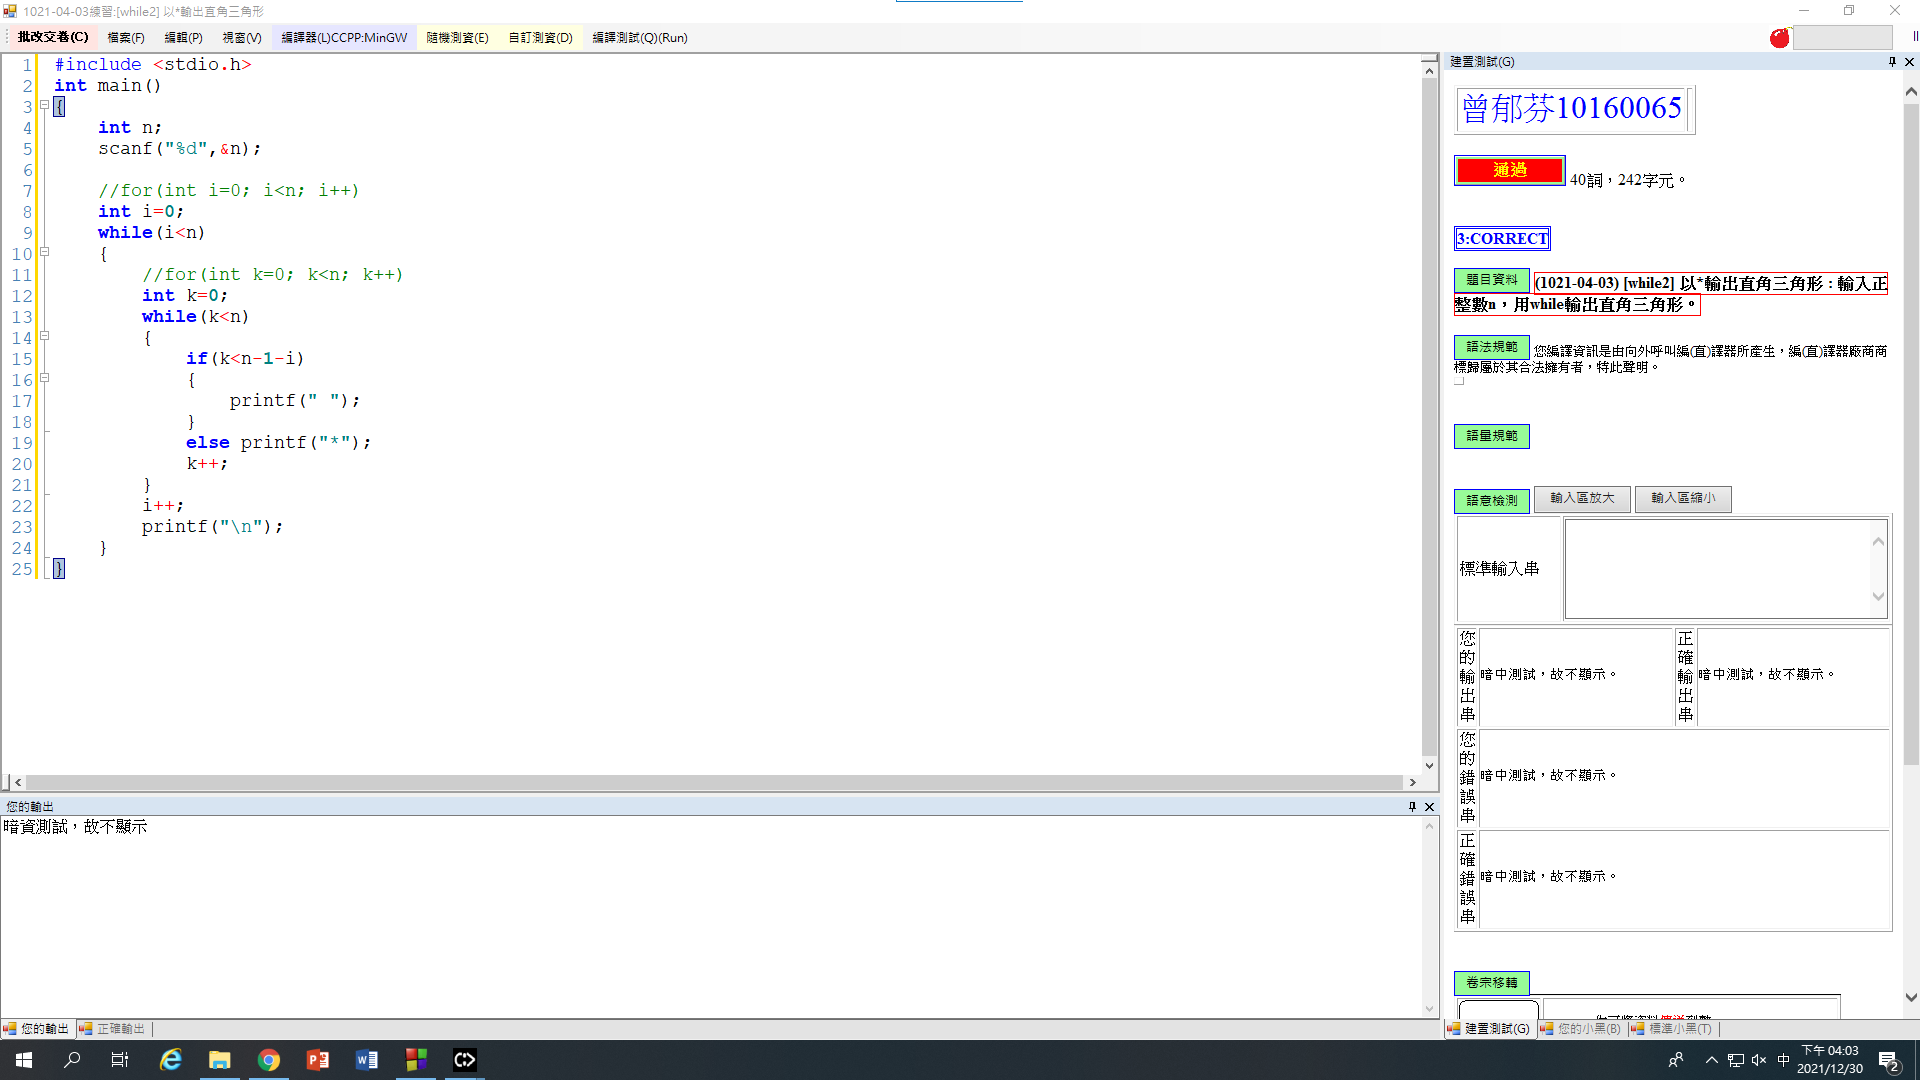 1021-04-03練習:[while2] 以*輸出直角三角形
批改交卷(C) 檔案(F) 編輯(P) 視窗(V) 編譯器(L)CCPP:MinGW 隨機測資(E) 自訂測資(D) 編譯測試(Q)(Run)
1 #include <stdio.h>
2 int main()
3 {
4     int n;
5     scanf("%d",&n);
6
7     //for(int i=0; i<n; i++)
8     int i=0;
9     while(i<n)
10     {
11         //for(int k=0; k<n; k++)
12         int k=0;
13         while(k<n)
14         {
15             if(k<n-1-i)
16             {
17                 printf(" ");
18             }
19             else printf("*");
20             k++;
21         }
22         i++;
23         printf("\n");
24     }
25 }
您的輸出
暗資測試，故不顯示
您的輸出 正確輸出
建置測試(G)
曾郁芬10160065
通過 40詞，242字元。
3:CORRECT
題目資料 (1021-04-03) [while2] 以*輸出直角三角形：輸入正
整數n，用while輸出直角三角形。
語法規範 您編譯資訊是由向外呼叫編(直)譯器所產生，編(直)譯器廠商商
標歸屬於其合法擁有者，特此聲明。
語量規範
語意檢測 輸入區放大 輸入區縮小
標準輸入串
您的輸出串 暗中測試，故不顯示。 正確輸出串 暗中測試，故不顯示。
您的錯誤串 暗中測試，故不顯示。
正確錯誤串 暗中測試，故不顯示。
卷宗移轉
建置測試(G) 您的小黑(B) 標準小黑(T)
中 下午 04:03
2021/12/30 2